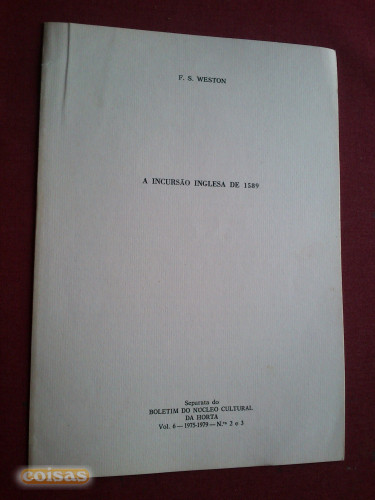 F. S. WESTON
A INCURSÃO INGLESA DE 1589
Separata do
BOLETIM DO NÚCLEO CULTURAL
DA HORTA
Vol. 6 — 1975-1979 — N.ºs 2 e 3
coisas